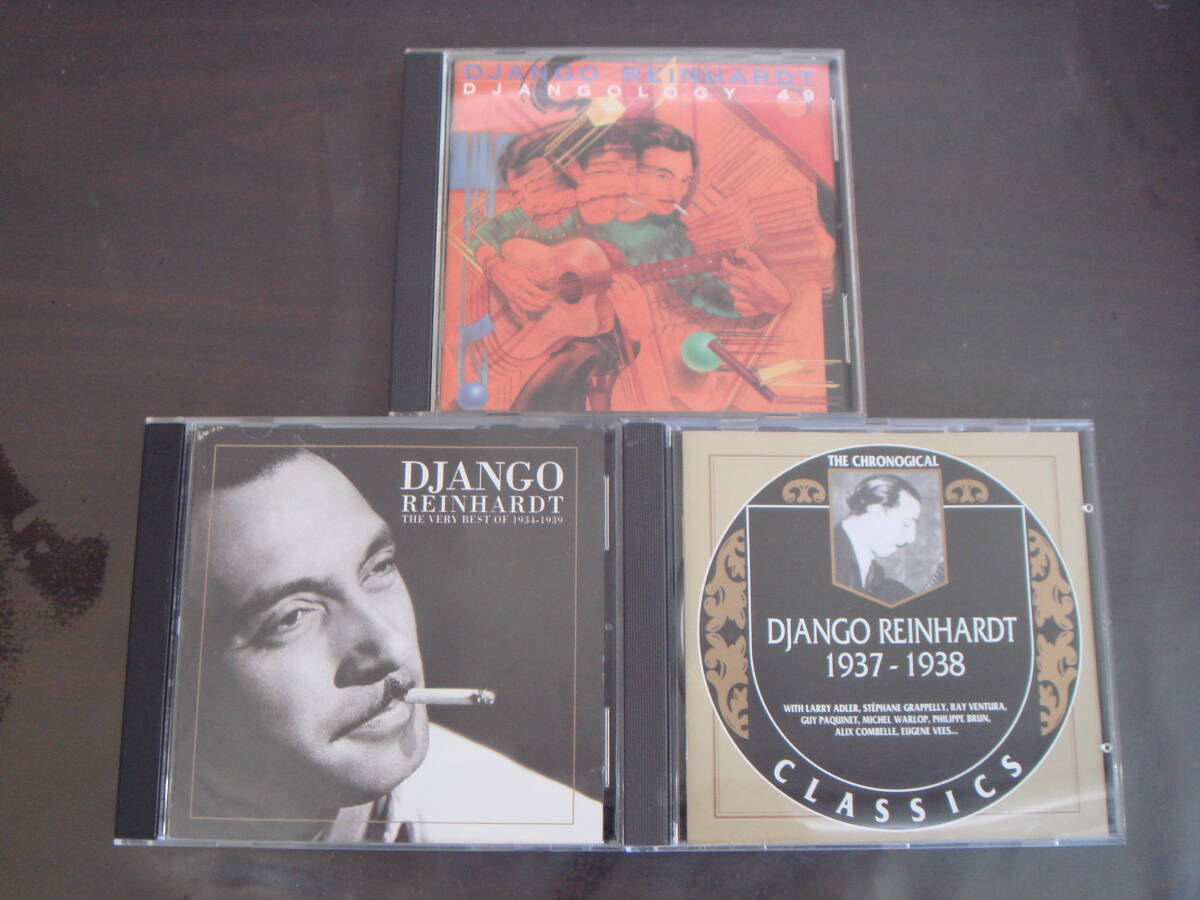 DJANGO REINHARDT
DJANGOLOGY 49
DJANGO
REINHARDT
THE VERY BEST OF 1934-1939
THE CHRONOGICAL
DJANGO REINHARDT
1937 - 1938
WITH LARRY ADLER, STÉPHANE GRAPPELLY, RAY VENTURA,
GUY PAQUINET, MICHEL WARLOP, PHILIPPE BRUN,
ALIX COMBELLE, EUGENE VEES...
CLASSICS